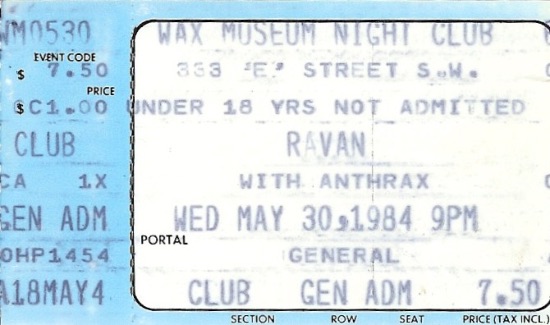 WM0530 WAX MUSEUM NIGHT CLUB
EVENT CODE
$ 7.50 333 'E' STREET S.W.
PRICE
$C1.00 UNDER 18 YRS NOT ADMITTED
CLUB RAVAN
CA 1X WITH ANTHRAX
GEN ADM WED MAY 30,1984 9PM
PORTAL
0HP1454 GENERAL
A18MAY4 CLUB GEN ADM 7.50
SECTION ROW SEAT PRICE (TAX INCL.)